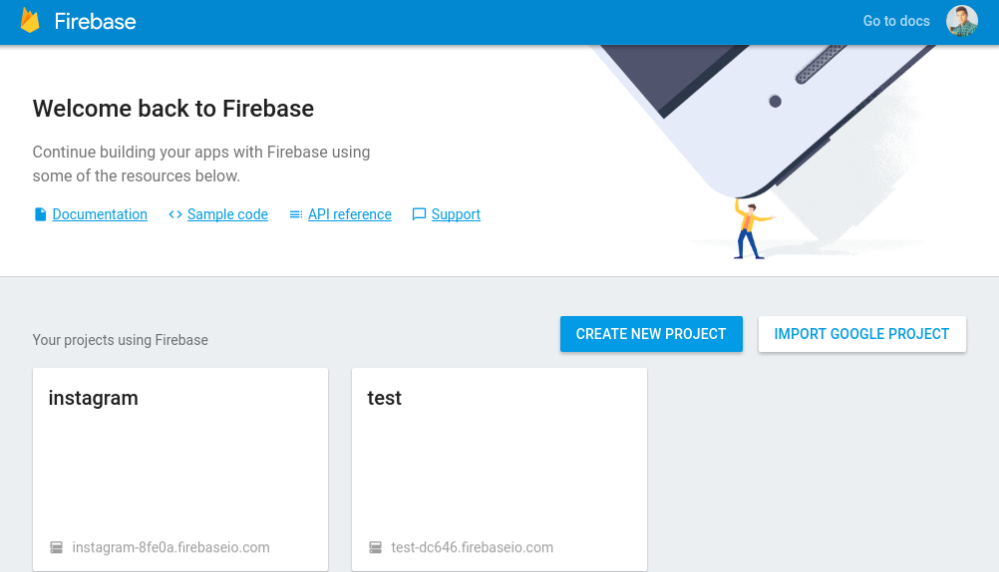 Firebase
Go to docs
Welcome back to Firebase
Continue building your apps with Firebase using
some of the resources below.
Documentation Sample code API reference Support
Your projects using Firebase
CREATE NEW PROJECT
IMPORT GOOGLE PROJECT
instagram
test
instagram-8fe0a.firebaseio.com
test-dc646.firebaseio.com